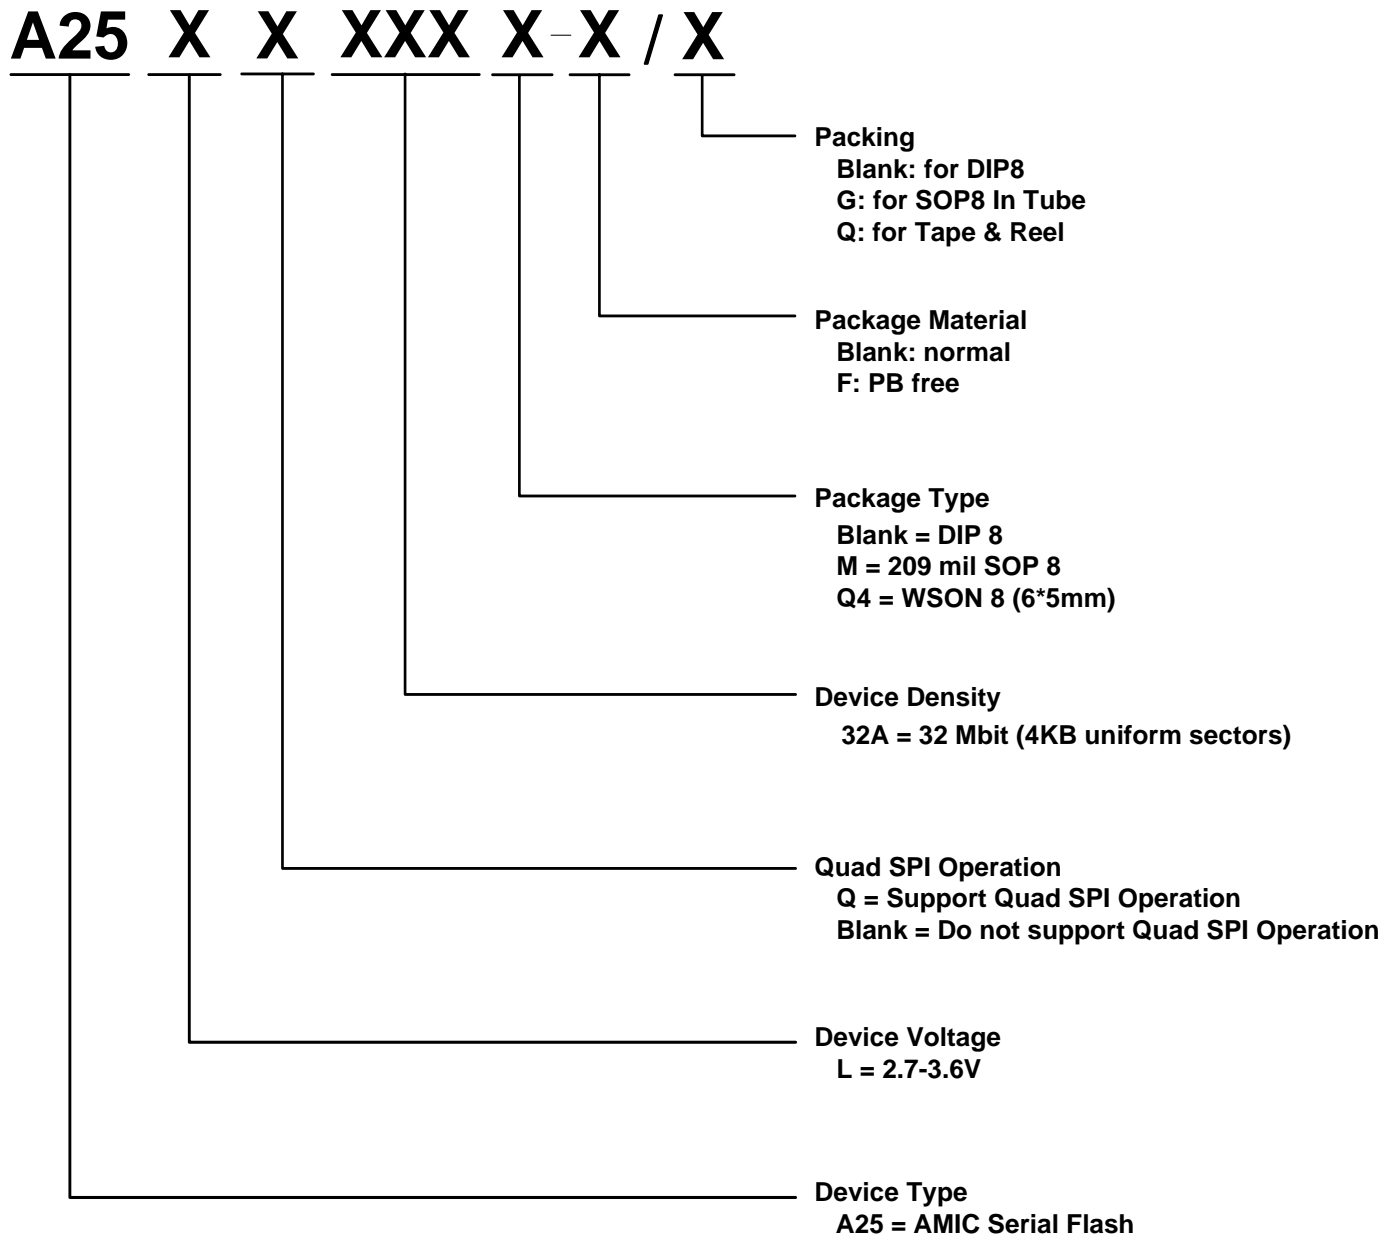 A25 X X XXX X-X / X
Packing
Blank: for DIP8
G: for SOP8 In Tube
Q: for Tape & Reel
Package Material
Blank: normal
F: PB free
Package Type
Blank = DIP 8
M = 209 mil SOP 8
Q4 = WSON 8 (6*5mm)
Device Density
32A = 32 Mbit (4KB uniform sectors)
Quad SPI Operation
Q = Support Quad SPI Operation
Blank = Do not support Quad SPI Operation
Device Voltage
L = 2.7-3.6V
Device Type
A25 = AMIC Serial Flash